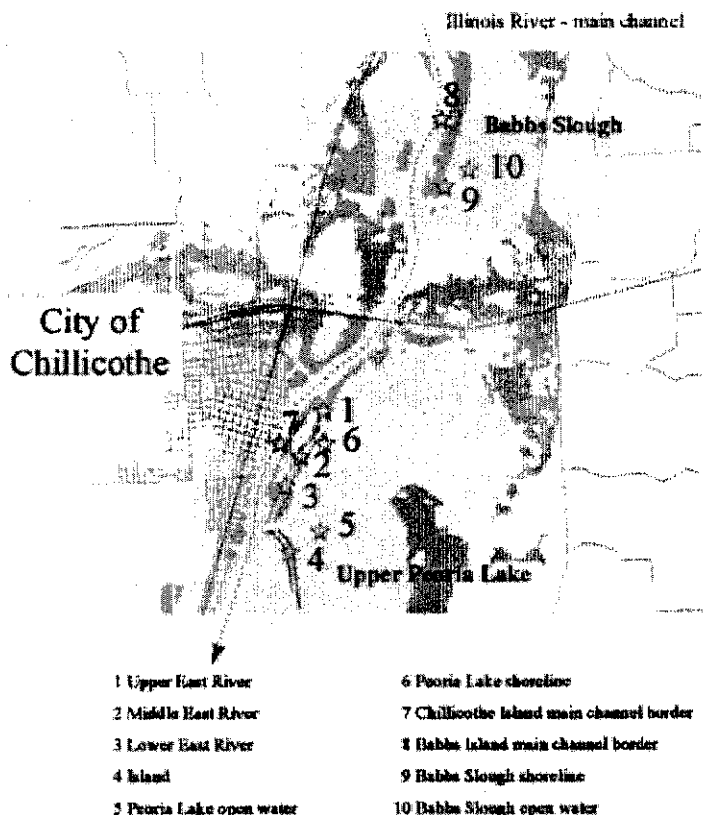 Illinois River - main channel
8
Babbs Slough
10
9
City of
Chillicothe
1
7
6
2
3
5
4
Upper Peoria Lake
1 Upper East River
2 Middle East River
3 Lower East River
4 Island
5 Peoria Lake open water
6 Peoria Lake shoreline
7 Chillicothe Island main channel border
8 Babbs Island main channel border
9 Babbs Slough shoreline
10 Babbs Slough open water